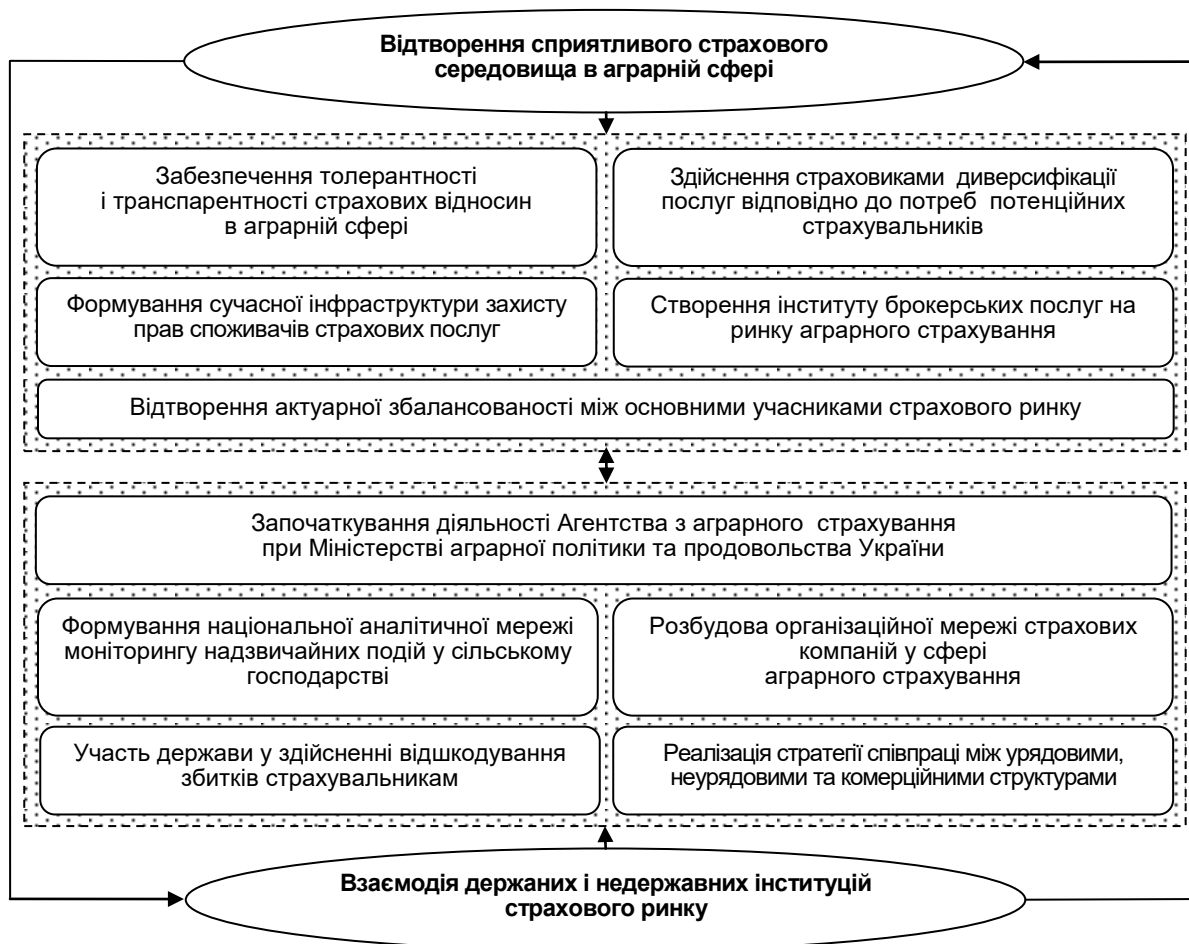 Відтворення сприятливого страхового
середовища в аграрній сфері
Забезпечення толерантності
і транспарентності страхових відносин
в аграрній сфері
Здійснення страховиками диверсифікації
послуг відповідно до потреб потенційних
страхувальників
Формування сучасної інфраструктури захисту
прав споживачів страхових послуг
Створення інституту брокерських послуг на
ринку аграрного страхування
Відтворення актуарної збалансованості між основними учасниками страхового ринку
Започаткування діяльності Агентства з аграрного страхування
при Міністерстві аграрної політики та продовольства України
Формування національної аналітичної мережі
моніторингу надзвичайних подій у сільському
господарстві
Розбудова організаційної мережі страхових
компаній у сфері
аграрного страхування
Участь держави у здійсненні відшкодування
збитків страхувальникам
Реалізація стратегії співпраці між урядовими,
неурядовими та комерційними структурами
Взаємодія держаних і недержавних інституцій
страхового ринку